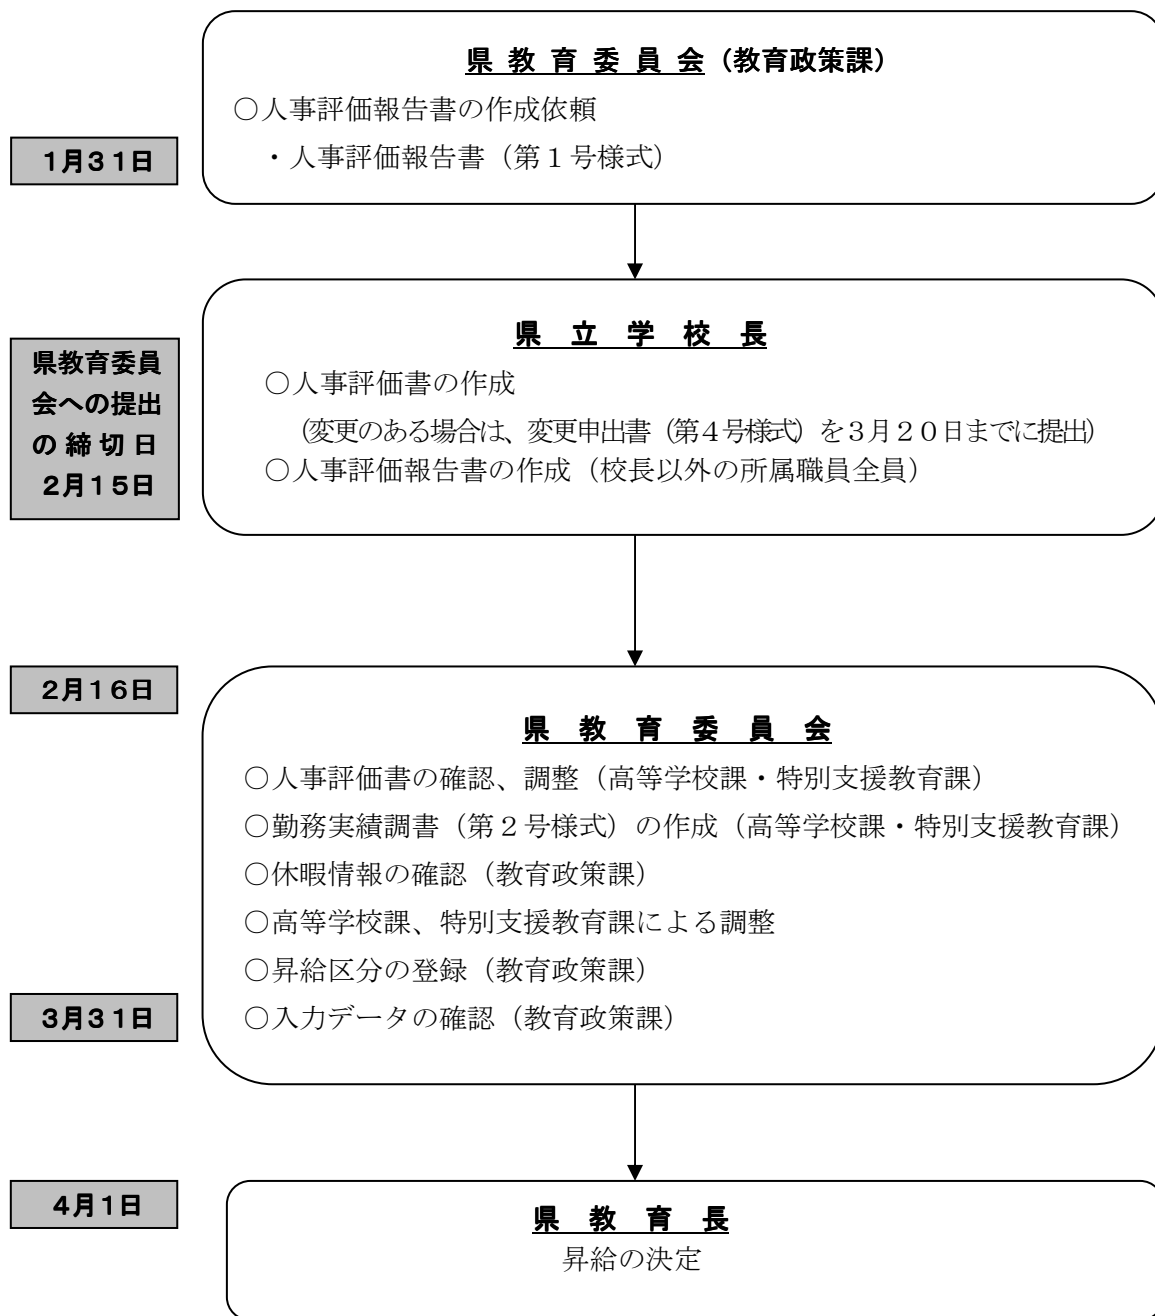 県教育委員会（教育政策課）
○人事評価報告書の作成依頼
・人事評価報告書（第１号様式）
１月３１日
県立学校長
○人事評価書の作成
（変更のある場合は、変更申出書（第４号様式）を３月２０日までに提出）
○人事評価報告書の作成（校長以外の所属職員全員）
県教育委員
会への提出
の締切日
２月１５日
２月１６日
県教育委員会
○人事評価書の確認、調整（高等学校課・特別支援教育課）
○勤務実績調書（第２号様式）の作成（高等学校課・特別支援教育課）
○休暇情報の確認（教育政策課）
○高等学校課、特別支援教育課による調整
○昇給区分の登録（教育政策課）
○入力データの確認（教育政策課）
３月３１日
４月１日
県教育長
昇給の決定